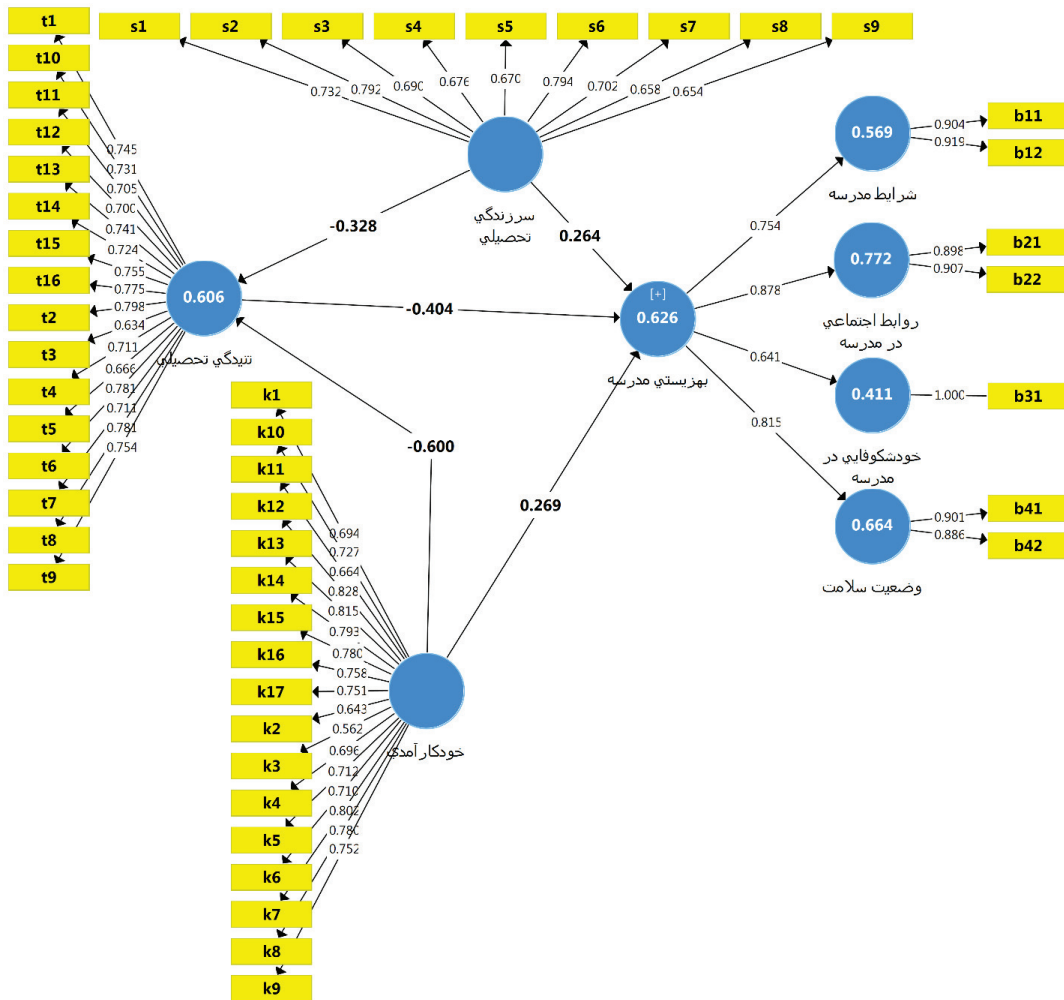 t1
t10
t11
t12
t13
t14
t15
t16
t2
t3
t4
t5
t6
t7
t8
t9
0.745
0.731
0.705
0.700
0.741
0.724
0.755
0.775
0.798
0.634
0.711
0.666
0.781
0.711
0.781
0.754
0.606
تنيدگي تحصيلي
s1 s2 s3 s4 s5 s6 s7 s8 s9
0.732 0.792 0.690 0.676 0.670 0.794 0.702 0.658 0.654
سرزندگي
تحصيلي
-0.328
0.264
-0.404
-0.600
0.269
k1
k10
k11
k12
k13
k14
k15
k16
k17
k2
k3
k4
k5
k6
k7
k8
k9
0.694
0.727
0.664
0.828
0.815
0.793
0.780
0.758
0.751
0.643
0.562
0.696
0.712
0.710
0.802
0.780
0.752
خودکارآمدي
[+]
0.626
بهزيستي مدرسه
0.754
0.878
0.641
0.815
0.569
شرايط مدرسه
0.904 b11
0.919 b12
0.772
روابط اجتماعي
در مدرسه
0.898 b21
0.907 b22
0.411
خودشکوفايي در
مدرسه
1.000 b31
0.664
وضعيت سلامت
0.901 b41
0.886 b42